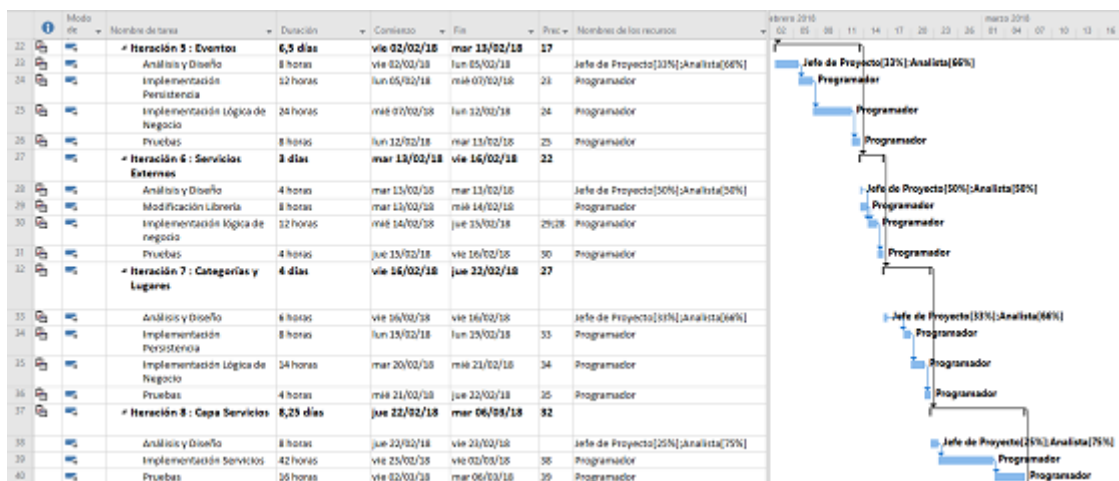 Modo de
Nombre de tarea
Duración
Comienzo
Fin
Prec
Nombres de los recursos
febrero 2018
marzo 2018
02 05 08 11 14 17 20 23 26 01 04 07 10 13 16
22 Iteración 5 : Eventos 6,5 días vie 02/02/18 mar 13/02/18 17
23 Análisis y Diseño 8 horas vie 02/02/18 lun 05/02/18 Jefe de Proyecto[33%];Analista[66%]
24 Implementación Persistencia 12 horas lun 05/02/18 mié 07/02/18 23 Programador
25 Implementación Lógica de Negocio 24 horas mié 07/02/18 lun 12/02/18 24 Programador
26 Pruebas 8 horas lun 12/02/18 mar 13/02/18 25 Programador
27 Iteración 6 : Servicios Externos 3 días mar 13/02/18 vie 16/02/18 22
28 Análisis y Diseño 4 horas mar 13/02/18 mar 13/02/18 Jefe de Proyecto[50%];Analista[50%]
29 Modificación Librería 8 horas mar 13/02/18 mié 14/02/18 Programador
30 Implementación lógica de negocio 12 horas mié 14/02/18 jue 15/02/18 29;28 Programador
31 Pruebas 4 horas jue 15/02/18 vie 16/02/18 30 Programador
32 Iteración 7 : Categorías y Lugares 4 días vie 16/02/18 jue 22/02/18 27
33 Análisis y Diseño 6 horas vie 16/02/18 vie 16/02/18 Jefe de Proyecto[33%];Analista[66%]
34 Implementación Persistencia 8 horas lun 19/02/18 lun 19/02/18 33 Programador
35 Implementación Lógica de Negocio 14 horas mar 20/02/18 mié 21/02/18 34 Programador
36 Pruebas 4 horas mié 21/02/18 jue 22/02/18 35 Programador
37 Iteración 8 : Capa Servicios 8,25 días jue 22/02/18 mar 06/03/18 32
38 Análisis y Diseño 8 horas jue 22/02/18 vie 23/02/18 Jefe de Proyecto[25%];Analista[75%]
39 Implementación Servicios 42 horas vie 23/02/18 vie 02/03/18 38 Programador
40 Pruebas 16 horas vie 02/03/18 mar 06/03/18 39 Programador
Jefe de Proyecto[33%];Analista[66%]
Programador
Programador
Programador
Jefe de Proyecto[50%];Analista[50%]
Programador
Programador
Programador
Jefe de Proyecto[33%];Analista[66%]
Programador
Programador
Programador
Jefe de Proyecto[25%];Analista[75%]
Programador
Programador